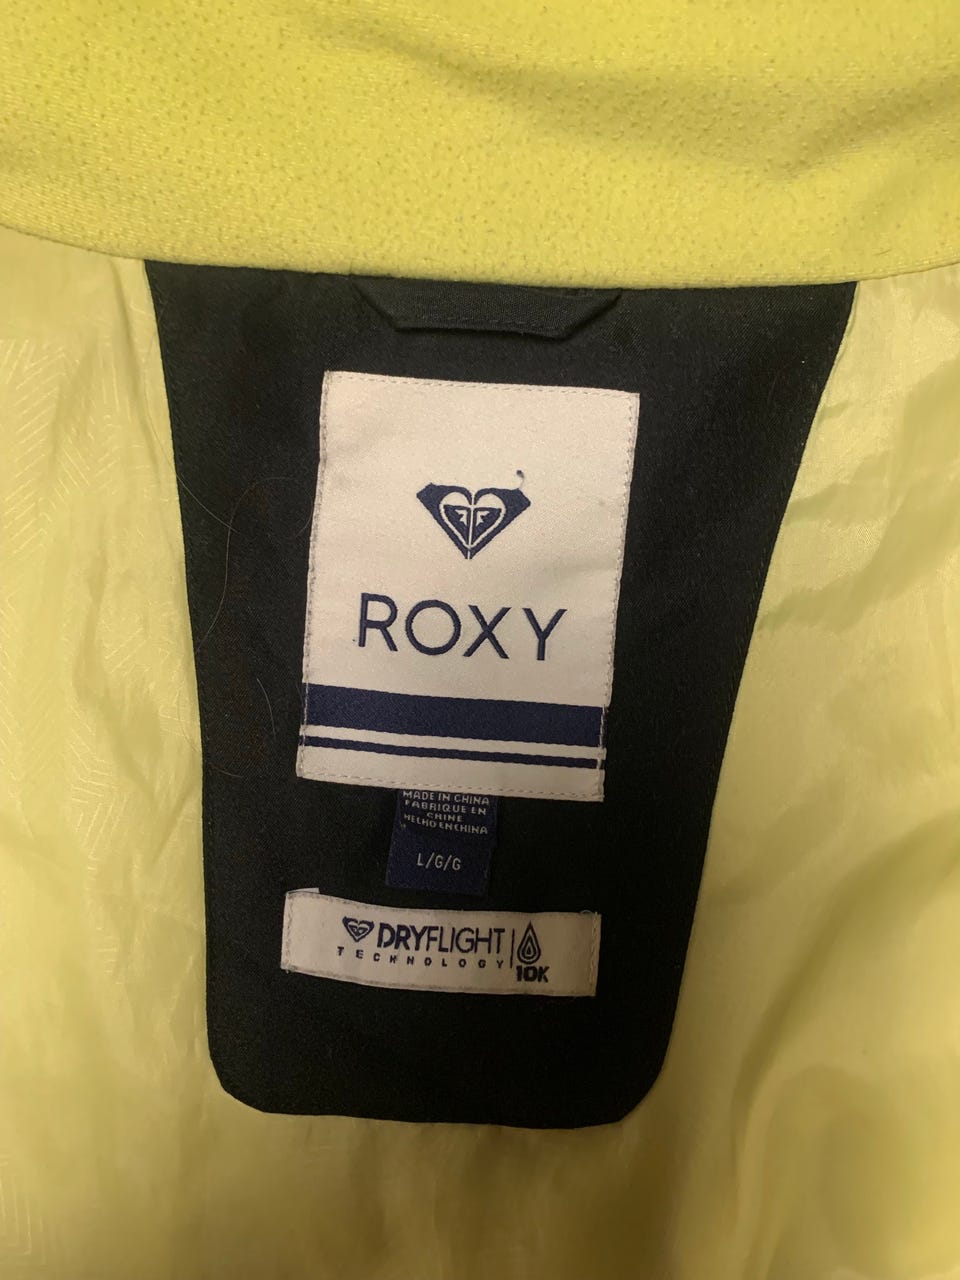 ROXY
MADE IN CHINA
FABRIQUE EN
CHINE
HECHO EN CHINA
L/G/G
DRYFLIGHT
TECHNOLOGY
10K